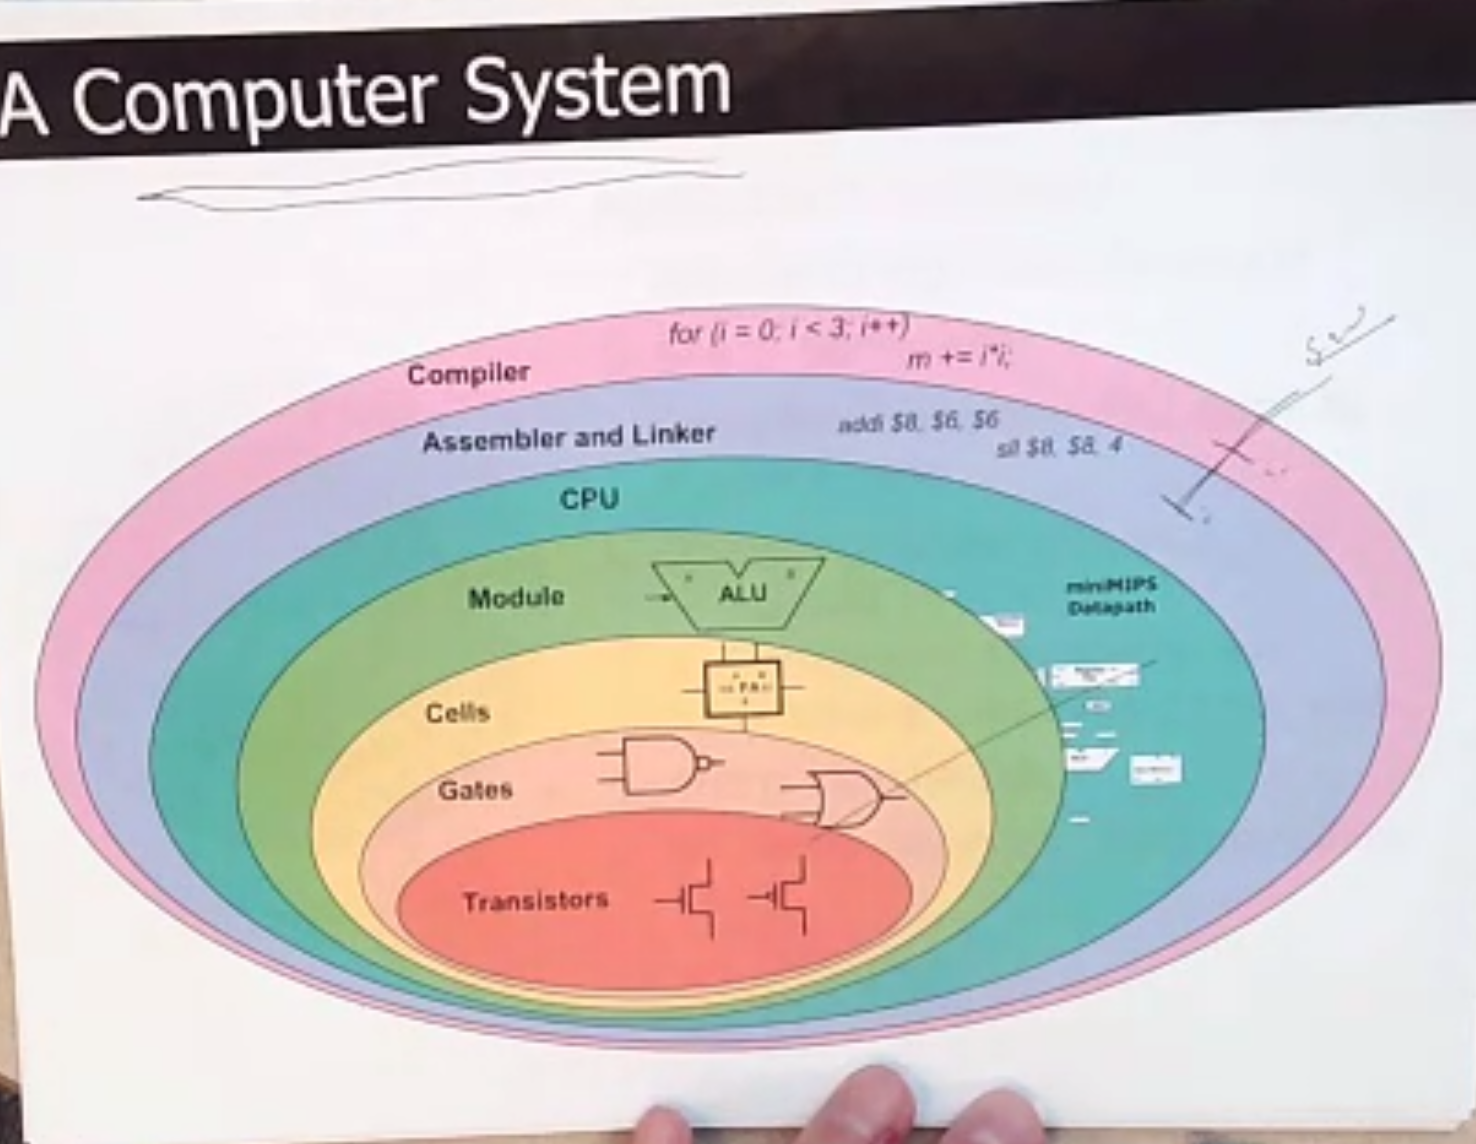 A Computer System
for (i = 0; i < 3; i++)
m += i*i;
Compiler
Assembler and Linker
addi $8, $6, $6
sll $8, $8, 4
CPU
Module
ALU
miniMIPS
Datapath
Cells
FA
Gates
Transistors